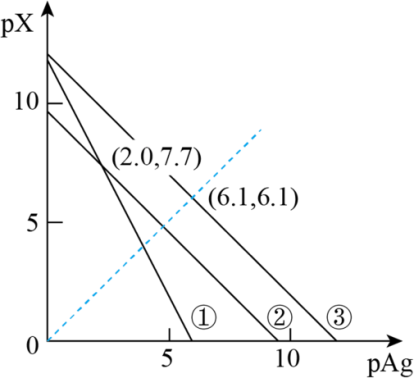 pX
10
(2.0,7.7)
(6.1,6.1)
5
① ② ③
0
5 10
pAg